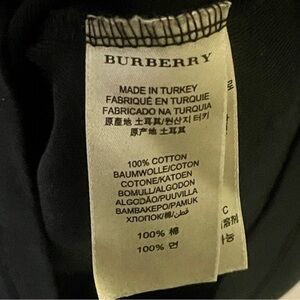 BURBERRY
MADE IN TURKEY
FABRIQUÉ EN TURQUIE
FABRICADO NA TURQUIA
原產地 土耳其/원산지 터키
原产地 土耳其
100% COTTON
BAUMWOLLE/COTON
COTONE/KATOEN
BOMULL/ALGODON
ALGODÃO/PUUVILLA
ΒΑΜΒΑΚΕΡΟ/PAMUK
ХЛОПОК/قطن
100% 棉
100% 면
C